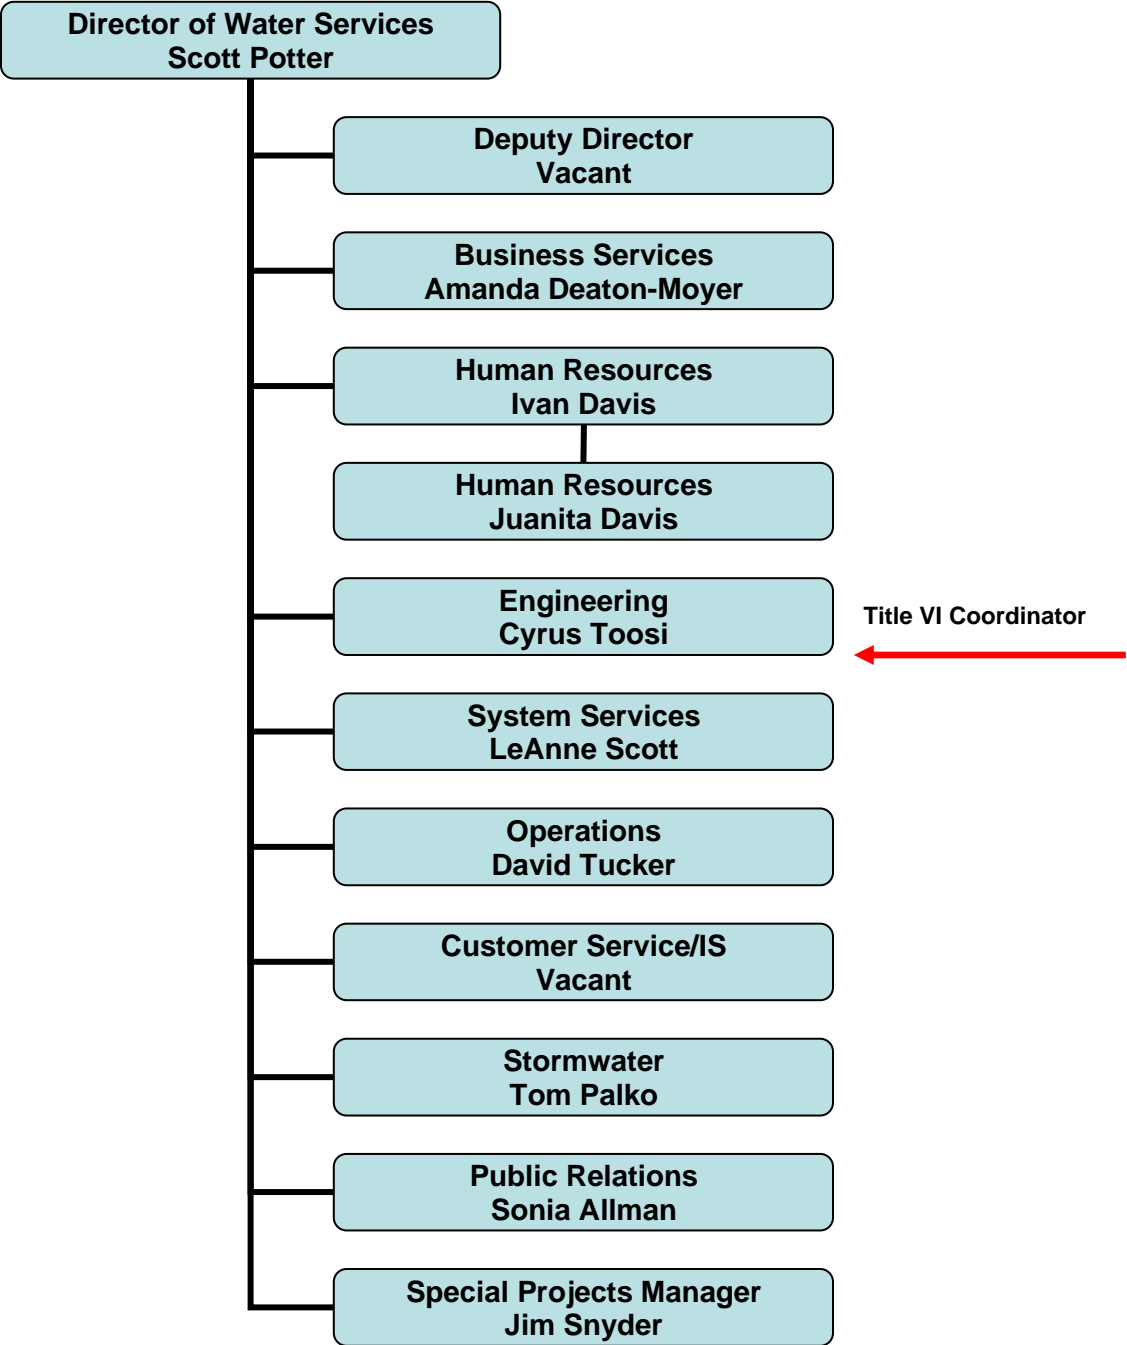 Director of Water Services
Scott Potter
Deputy Director
Vacant
Business Services
Amanda Deaton-Moyer
Human Resources
Ivan Davis
Human Resources
Juanita Davis
Engineering
Cyrus Toosi
Title VI Coordinator
System Services
LeAnne Scott
Operations
David Tucker
Customer Service/IS
Vacant
Stormwater
Tom Palko
Public Relations
Sonia Allman
Special Projects Manager
Jim Snyder